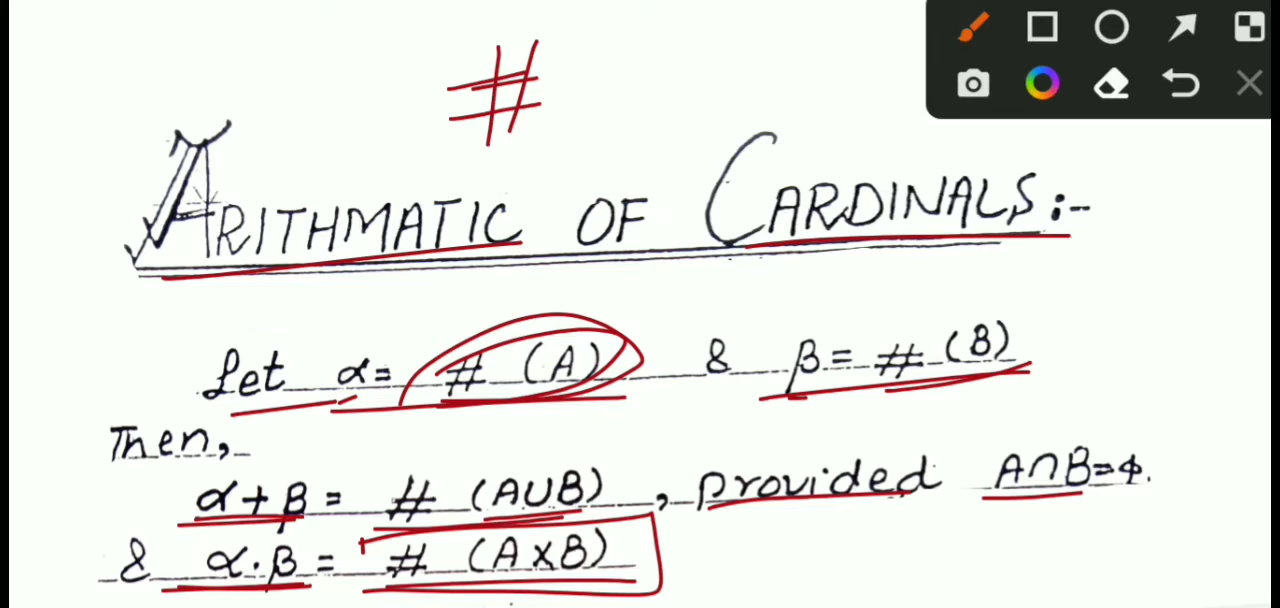 #
ARITHMATIC OF CARDINALS:-
Let α = # (A) & β = # (B)
Then,
α + β = # (A∪B), provided A∩B=ϕ.
& α·β = # (A×B)